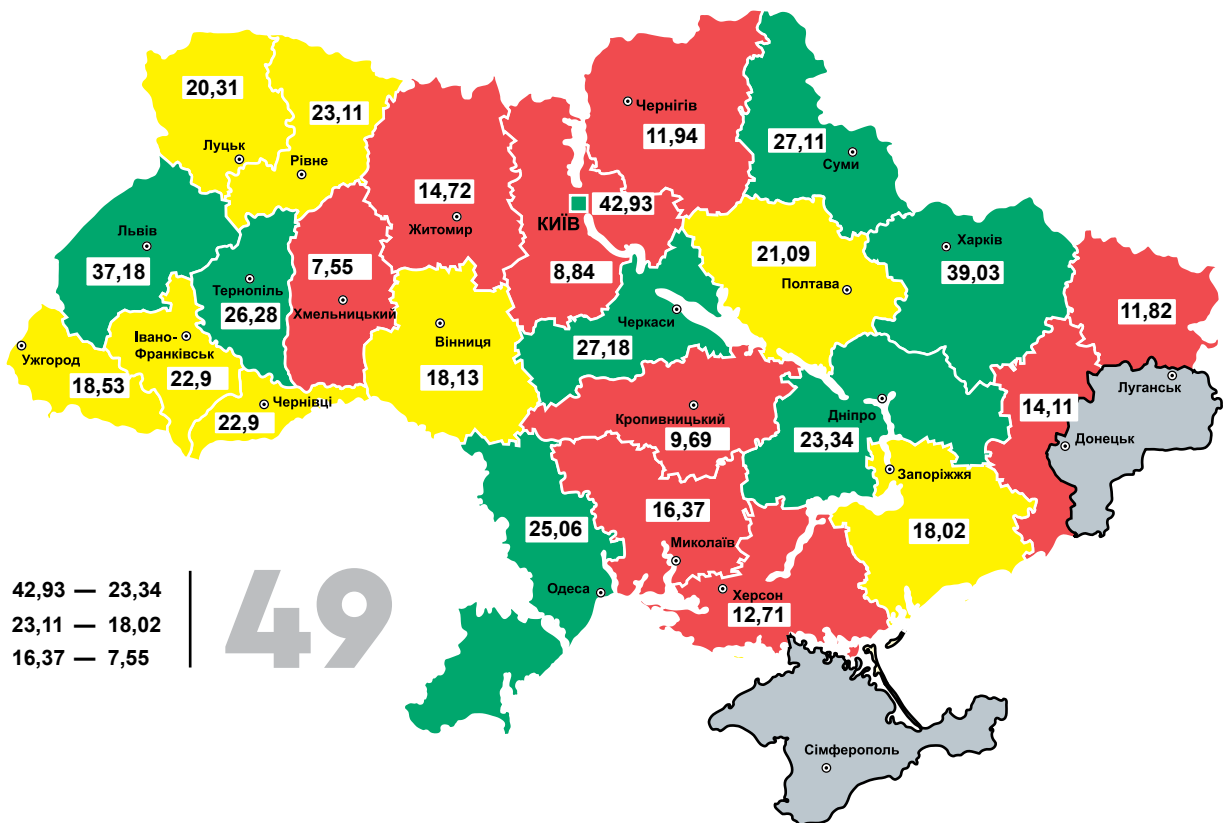 20,31
Луцьк
23,11
Рівне
14,72
Житомир
Чернігів
11,94
27,11
Суми
42,93
КИЇВ
8,84
Львів
37,18
Тернопіль
26,28
7,55
Хмельницький
21,09
Полтава
Харків
39,03
11,82
Луганськ
Ужгород
18,53
Івано-
Франківськ
22,9
Чернівці
22,9
Вінниця
18,13
Черкаси
27,18
Кропивницький
9,69
Дніпро
23,34
14,11
Донецьк
Запоріжжя
18,02
25,06
Одеса
16,37
Миколаїв
Херсон
12,71
Сімферополь
42,93 — 23,34
23,11 — 18,02
16,37 — 7,55
49